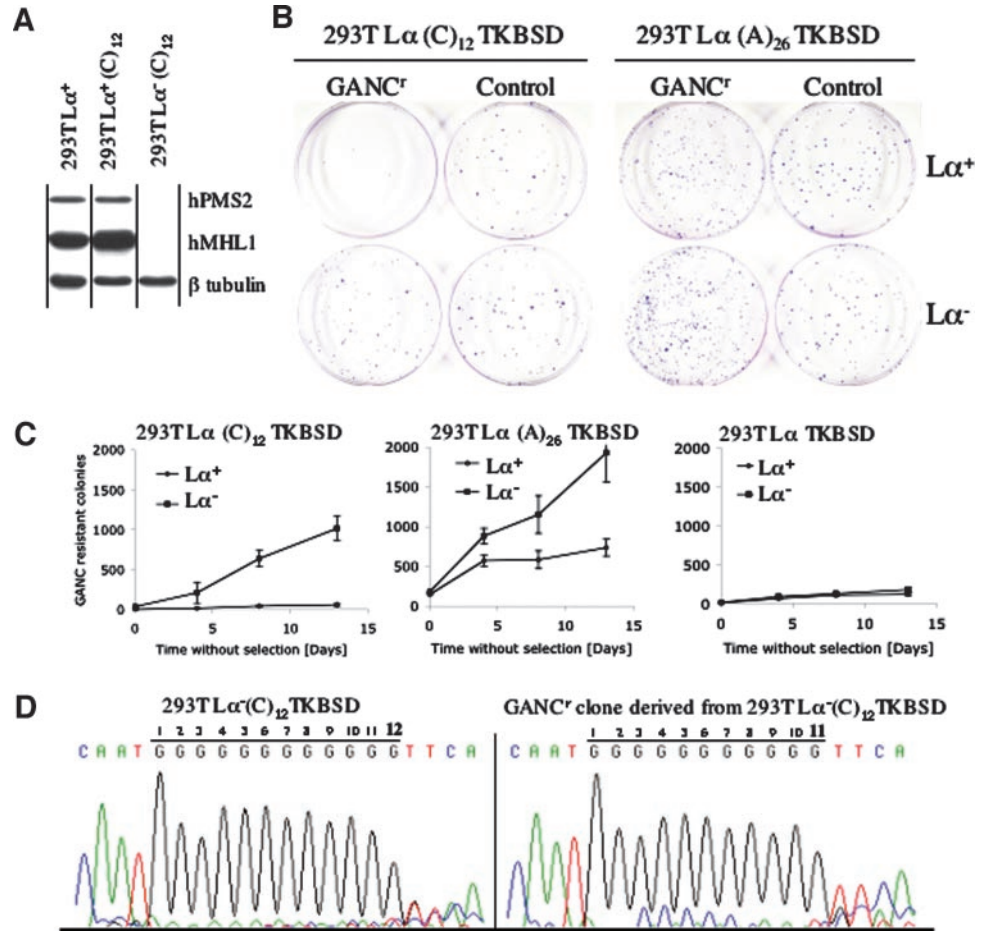 A
293T Lα⁺
293T Lα⁺ (C)₁₂
293T Lα⁻ (C)₁₂
hPMS2
hMHL1
β tubulin
B
293T Lα (C)₁₂ TKBSD
293T Lα (A)₂₆ TKBSD
GANCʳ
Control
GANCʳ
Control
Lα⁺
Lα⁻
C
293T Lα (C)₁₂ TKBSD
293T Lα (A)₂₆ TKBSD
293T Lα TKBSD
GANC resistant colonies
2000
1500
1000
500
0
Lα⁺
Lα⁻
0 5 10 15
Time without selection [Days]
2000
1500
1000
500
0
Lα⁺
Lα⁻
0 5 10 15
Time without selection [Days]
2000
1500
1000
500
0
Lα⁺
Lα⁻
0 5 10 15
Time without selection [Days]
D
293T Lα⁻(C)₁₂TKBSD
1 2 3 4 5 6 7 8 9 10 11 12
C A A T G G G G G G G G G G G G T T C A
GANCʳ clone derived from 293T Lα⁻(C)₁₂TKBSD
1 2 3 4 5 6 7 8 9 10 11
C A A T G G G G G G G G G G G T T C A